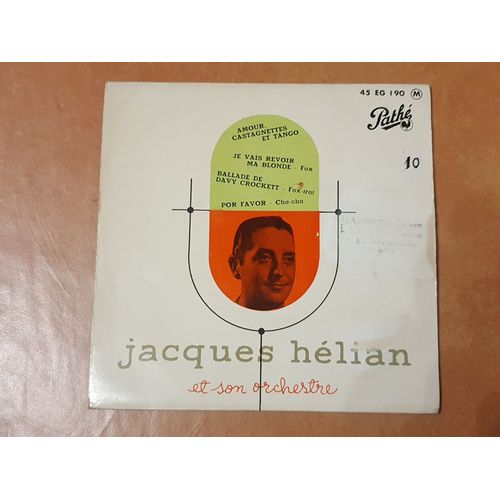 45 EG 190 M
Pathé
10
AMOUR,
CASTAGNETTES
ET TANGO
JE VAIS REVOIR
MA BLONDE - Fox
BALLADE DE
DAVY CROCKETT - Fox-trot
POR FAVOR - Cha-cha
jacques hélian
et son orchestre